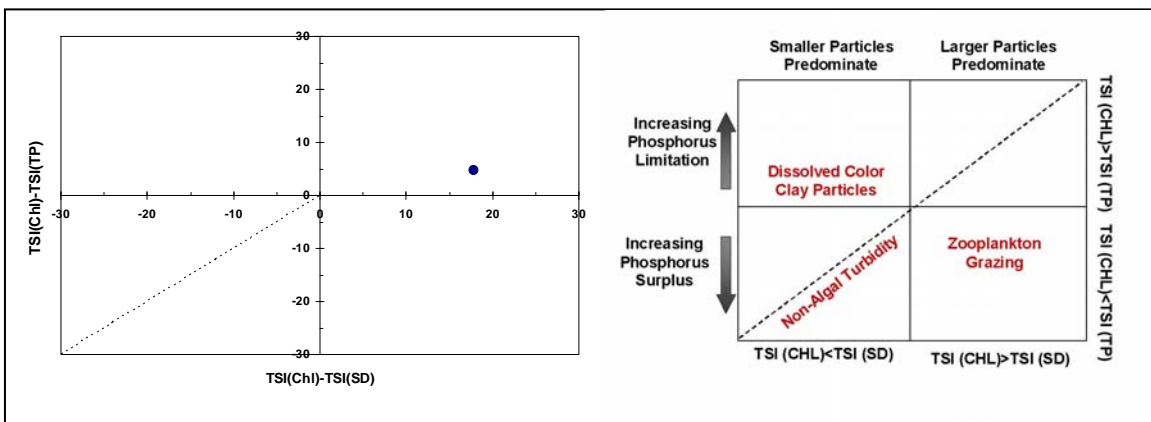 30
20
10
0
-10
-20
-30
-30 -20 -10 0 10 20 30
TSI(Chl)-TSI(TP)
TSI(Chl)-TSI(SD)
Smaller Particles
Predominate
Larger Particles
Predominate
Increasing
Phosphorus
Limitation
Increasing
Phosphorus
Surplus
Dissolved Color
Clay Particles
Non-Algal Turbidity
Zooplankton
Grazing
TSI (CHL)>TSI (TP)
TSI (CHL)<TSI (TP)
TSI (CHL)<TSI (SD)
TSI (CHL)>TSI (SD)